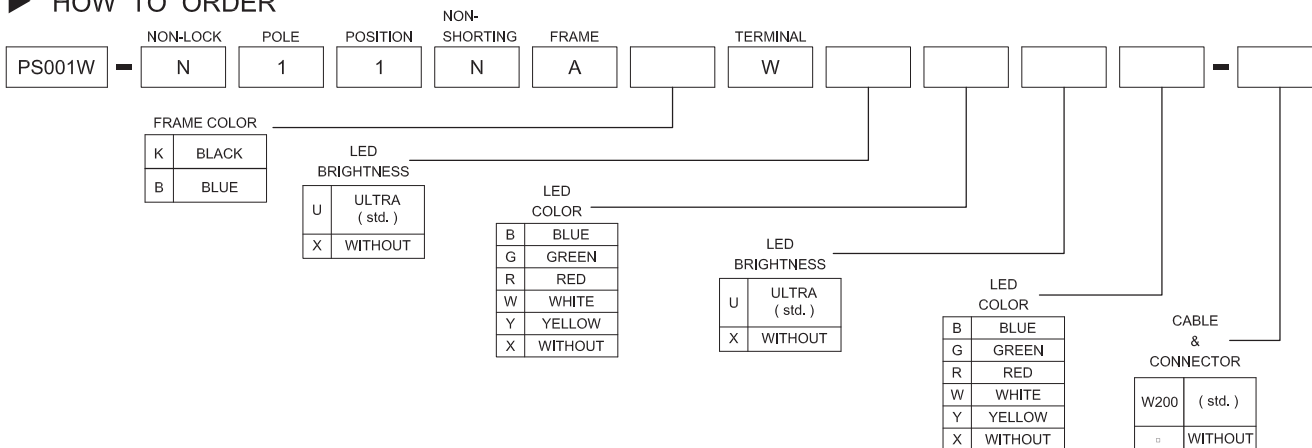 ▶ HOW TO ORDER
NON-LOCK
POLE
POSITION
NON-
SHORTING
FRAME
TERMINAL
PS001W - N 1 1 N A W -
FRAME COLOR
K BLACK
B BLUE
LED
BRIGHTNESS
U ULTRA
( std. )
X WITHOUT
LED
COLOR
B BLUE
G GREEN
R RED
W WHITE
Y YELLOW
X WITHOUT
LED
BRIGHTNESS
U ULTRA
( std. )
X WITHOUT
LED
COLOR
B BLUE
G GREEN
R RED
W WHITE
Y YELLOW
X WITHOUT
CABLE
&
CONNECTOR
W200 ( std. )
▫ WITHOUT